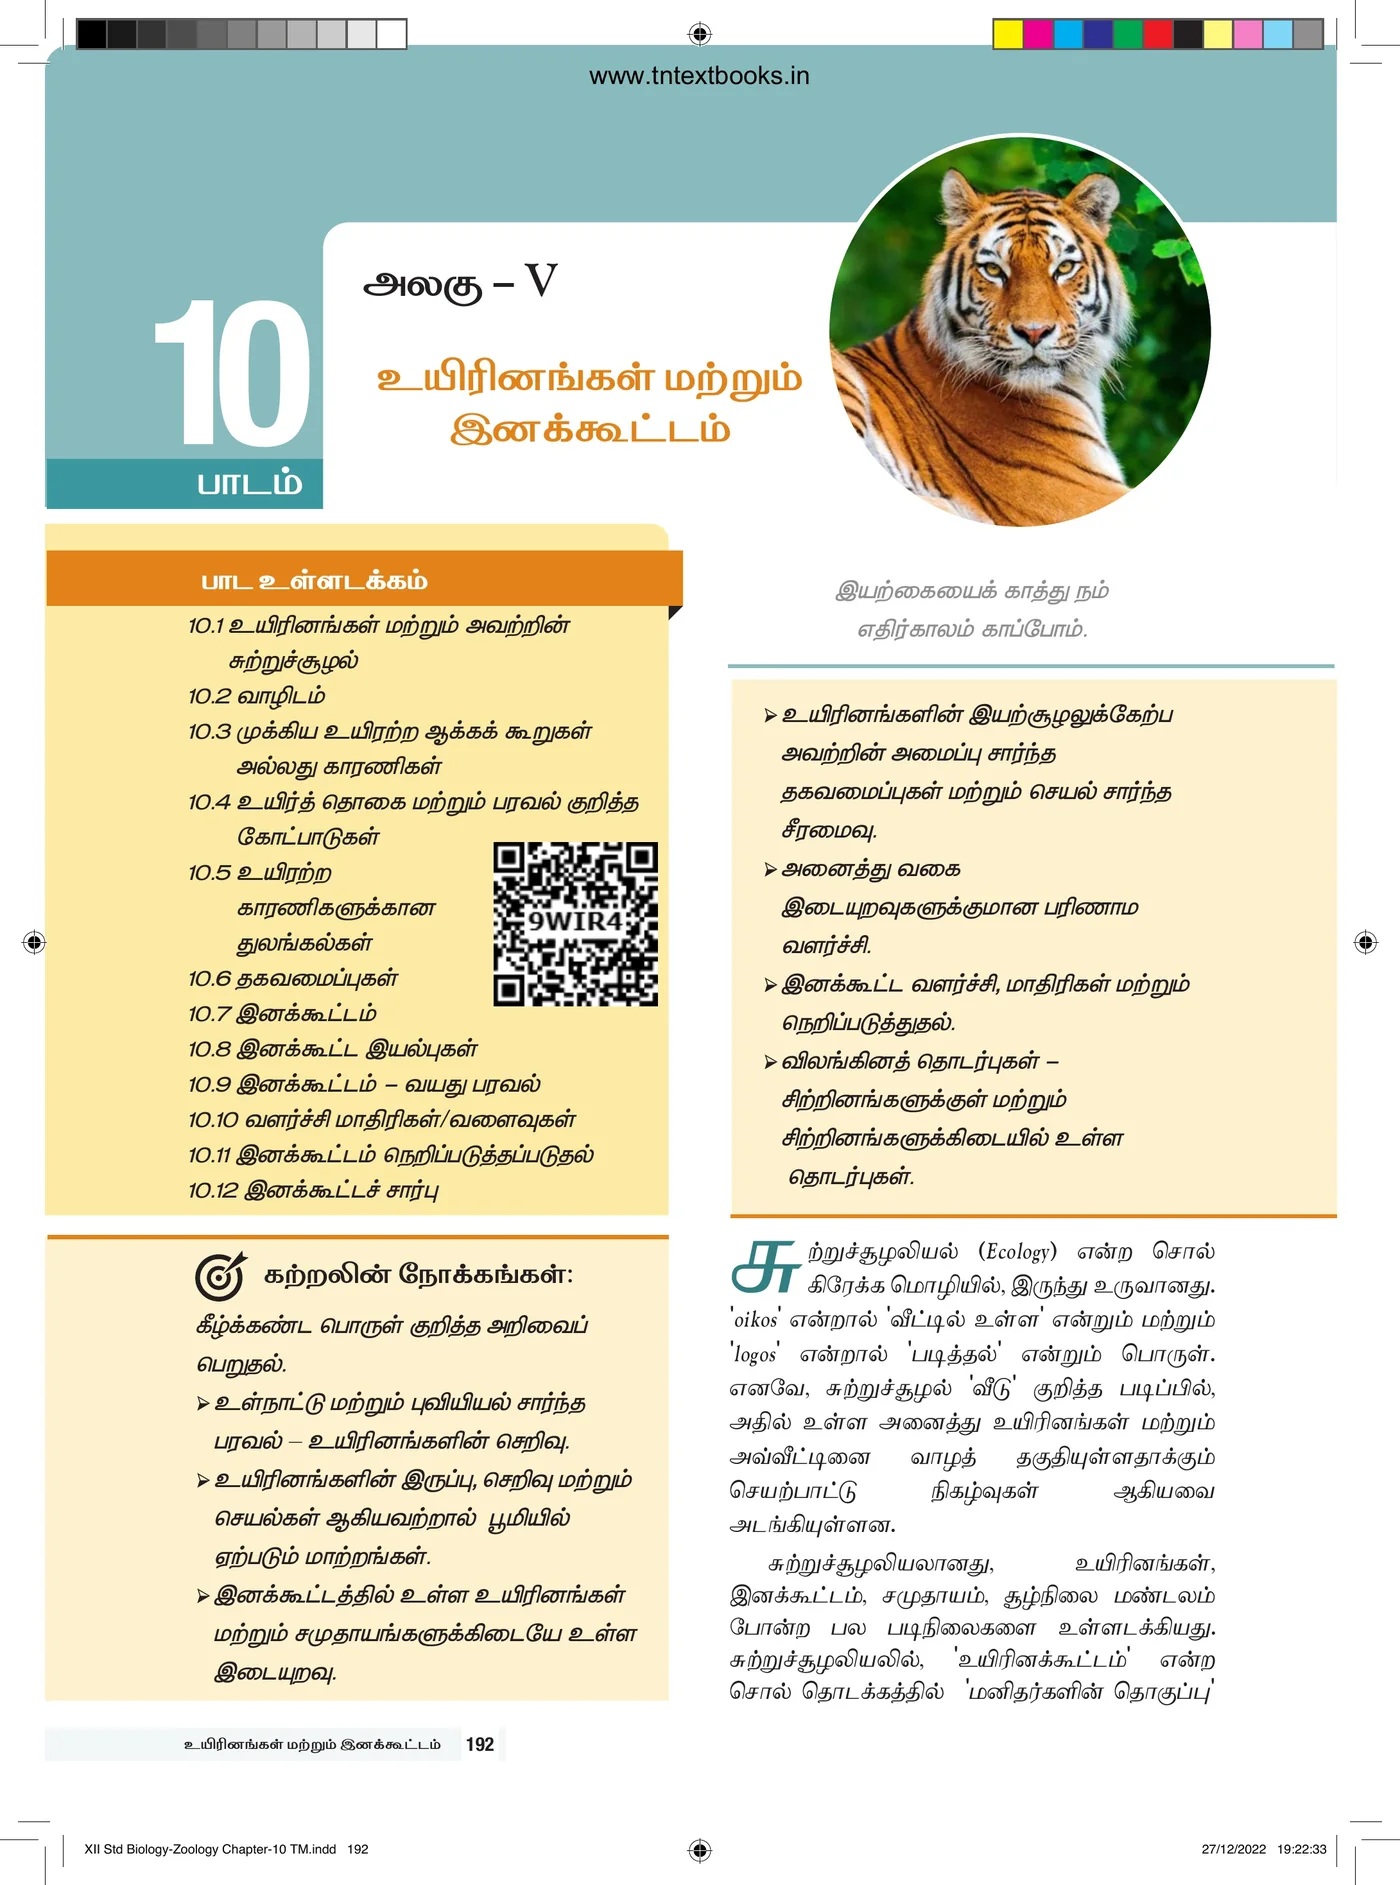 www.tntextbooks.in
அலகு – V
10
பாடம்
உயிரினங்கள் மற்றும்
இனக்கூட்டம்
பாட உள்ளடக்கம்
10.1 உயிரினங்கள் மற்றும் அவற்றின்
சுற்றுச்சூழல்
10.2 வாழிடம்
10.3 முக்கிய உயிரற்ற ஆக்கக் கூறுகள்
அல்லது காரணிகள்
10.4 உயிர்த் தொகை மற்றும் பரவல் குறித்த
கோட்பாடுகள்
10.5 உயிரற்ற
காரணிகளுக்கான
துலங்கல்கள்
10.6 தகவமைப்புகள்
10.7 இனக்கூட்டம்
10.8 இனக்கூட்ட இயல்புகள்
10.9 இனக்கூட்டம் – வயது பரவல்
10.10 வளர்ச்சி மாதிரிகள்/வளைவுகள்
10.11 இனக்கூட்டம் நெறிப்படுத்தப்படுதல்
10.12 இனக்கூட்டச் சார்பு
9WIR4
கற்றலின் நோக்கங்கள்:
கீழ்க்கண்ட பொருள் குறித்த அறிவைப்
பெறுதல்.
➢ உள்நாட்டு மற்றும் புவியியல் சார்ந்த
பரவல் – உயிரினங்களின் செறிவு.
➢ உயிரினங்களின் இருப்பு, செறிவு மற்றும்
செயல்கள் ஆகியவற்றால் பூமியில்
ஏற்படும் மாற்றங்கள்.
➢ இனக்கூட்டத்தில் உள்ள உயிரினங்கள்
மற்றும் சமுதாயங்களுக்கிடையே உள்ள
இடையுறவு.
இயற்கையைக் காத்து நம்
எதிர்காலம் காப்போம்.
➢ உயிரினங்களின் இயற்சூழலுக்கேற்ப
அவற்றின் அமைப்பு சார்ந்த
தகவமைப்புகள் மற்றும் செயல் சார்ந்த
சீரமைவு.
➢ அனைத்து வகை
இடையுறவுகளுக்குமான பரிணாம
வளர்ச்சி.
➢ இனக்கூட்ட வளர்ச்சி, மாதிரிகள் மற்றும்
நெறிப்படுத்துதல்.
➢ விலங்கினத் தொடர்புகள் –
சிற்றினங்களுக்குள் மற்றும்
சிற்றினங்களுக்கிடையில் உள்ள
தொடர்புகள்.
சுற்றுச்சூழலியல் (Ecology) என்ற சொல்
கிரேக்க மொழியில், இருந்து உருவானது.
'oikos' என்றால் 'வீட்டில் உள்ள' என்றும் மற்றும்
'logos' என்றால் 'படித்தல்' என்றும் பொருள்.
எனவே, சுற்றுச்சூழல் 'வீடு' குறித்த படிப்பில்,
அதில் உள்ள அனைத்து உயிரினங்கள் மற்றும்
அவ்வீட்டினை வாழத் தகுதியுள்ளதாக்கும்
செயற்பாட்டு நிகழ்வுகள் ஆகியவை
அடங்கியுள்ளன.
சுற்றுச்சூழலியலானது, உயிரினங்கள்,
இனக்கூட்டம், சமுதாயம், சூழ்நிலை மண்டலம்
போன்ற பல படிநிலைகளை உள்ளடக்கியது.
சுற்றுச்சூழலியலில், 'உயிரினக்கூட்டம்' என்ற
சொல் தொடக்கத்தில் 'மனிதர்களின் தொகுப்பு'
உயிரினங்கள் மற்றும் இனக்கூட்டம் 192
XII Std Biology-Zoology Chapter-10 TM.indd 192
27/12/2022 19:22:33